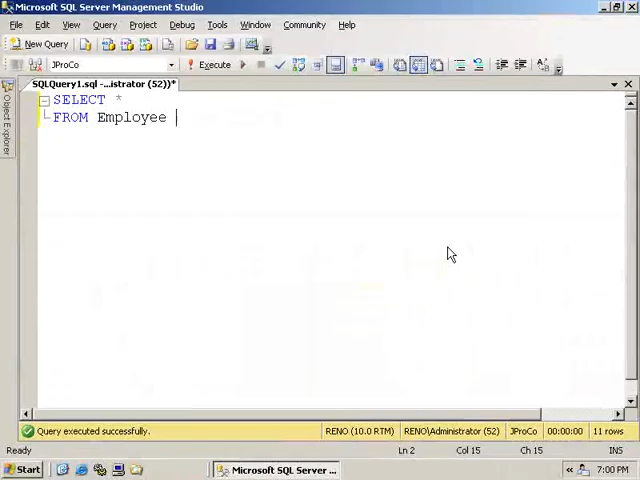 Microsoft SQL Server Management Studio
File Edit View Query Project Debug Tools Window Community Help
New Query
JProCo Execute
SQLQuery1.sql -...istrator (52))*
Object Explorer
SELECT *
FROM Employee
Query executed successfully. RENO (10.0 RTM) RENO\Administrator (52) JProCo 00:00:00 11 rows
Ready Ln 2 Col 15 Ch 15 INS
Start Microsoft SQL Server ... « 7:00 PM